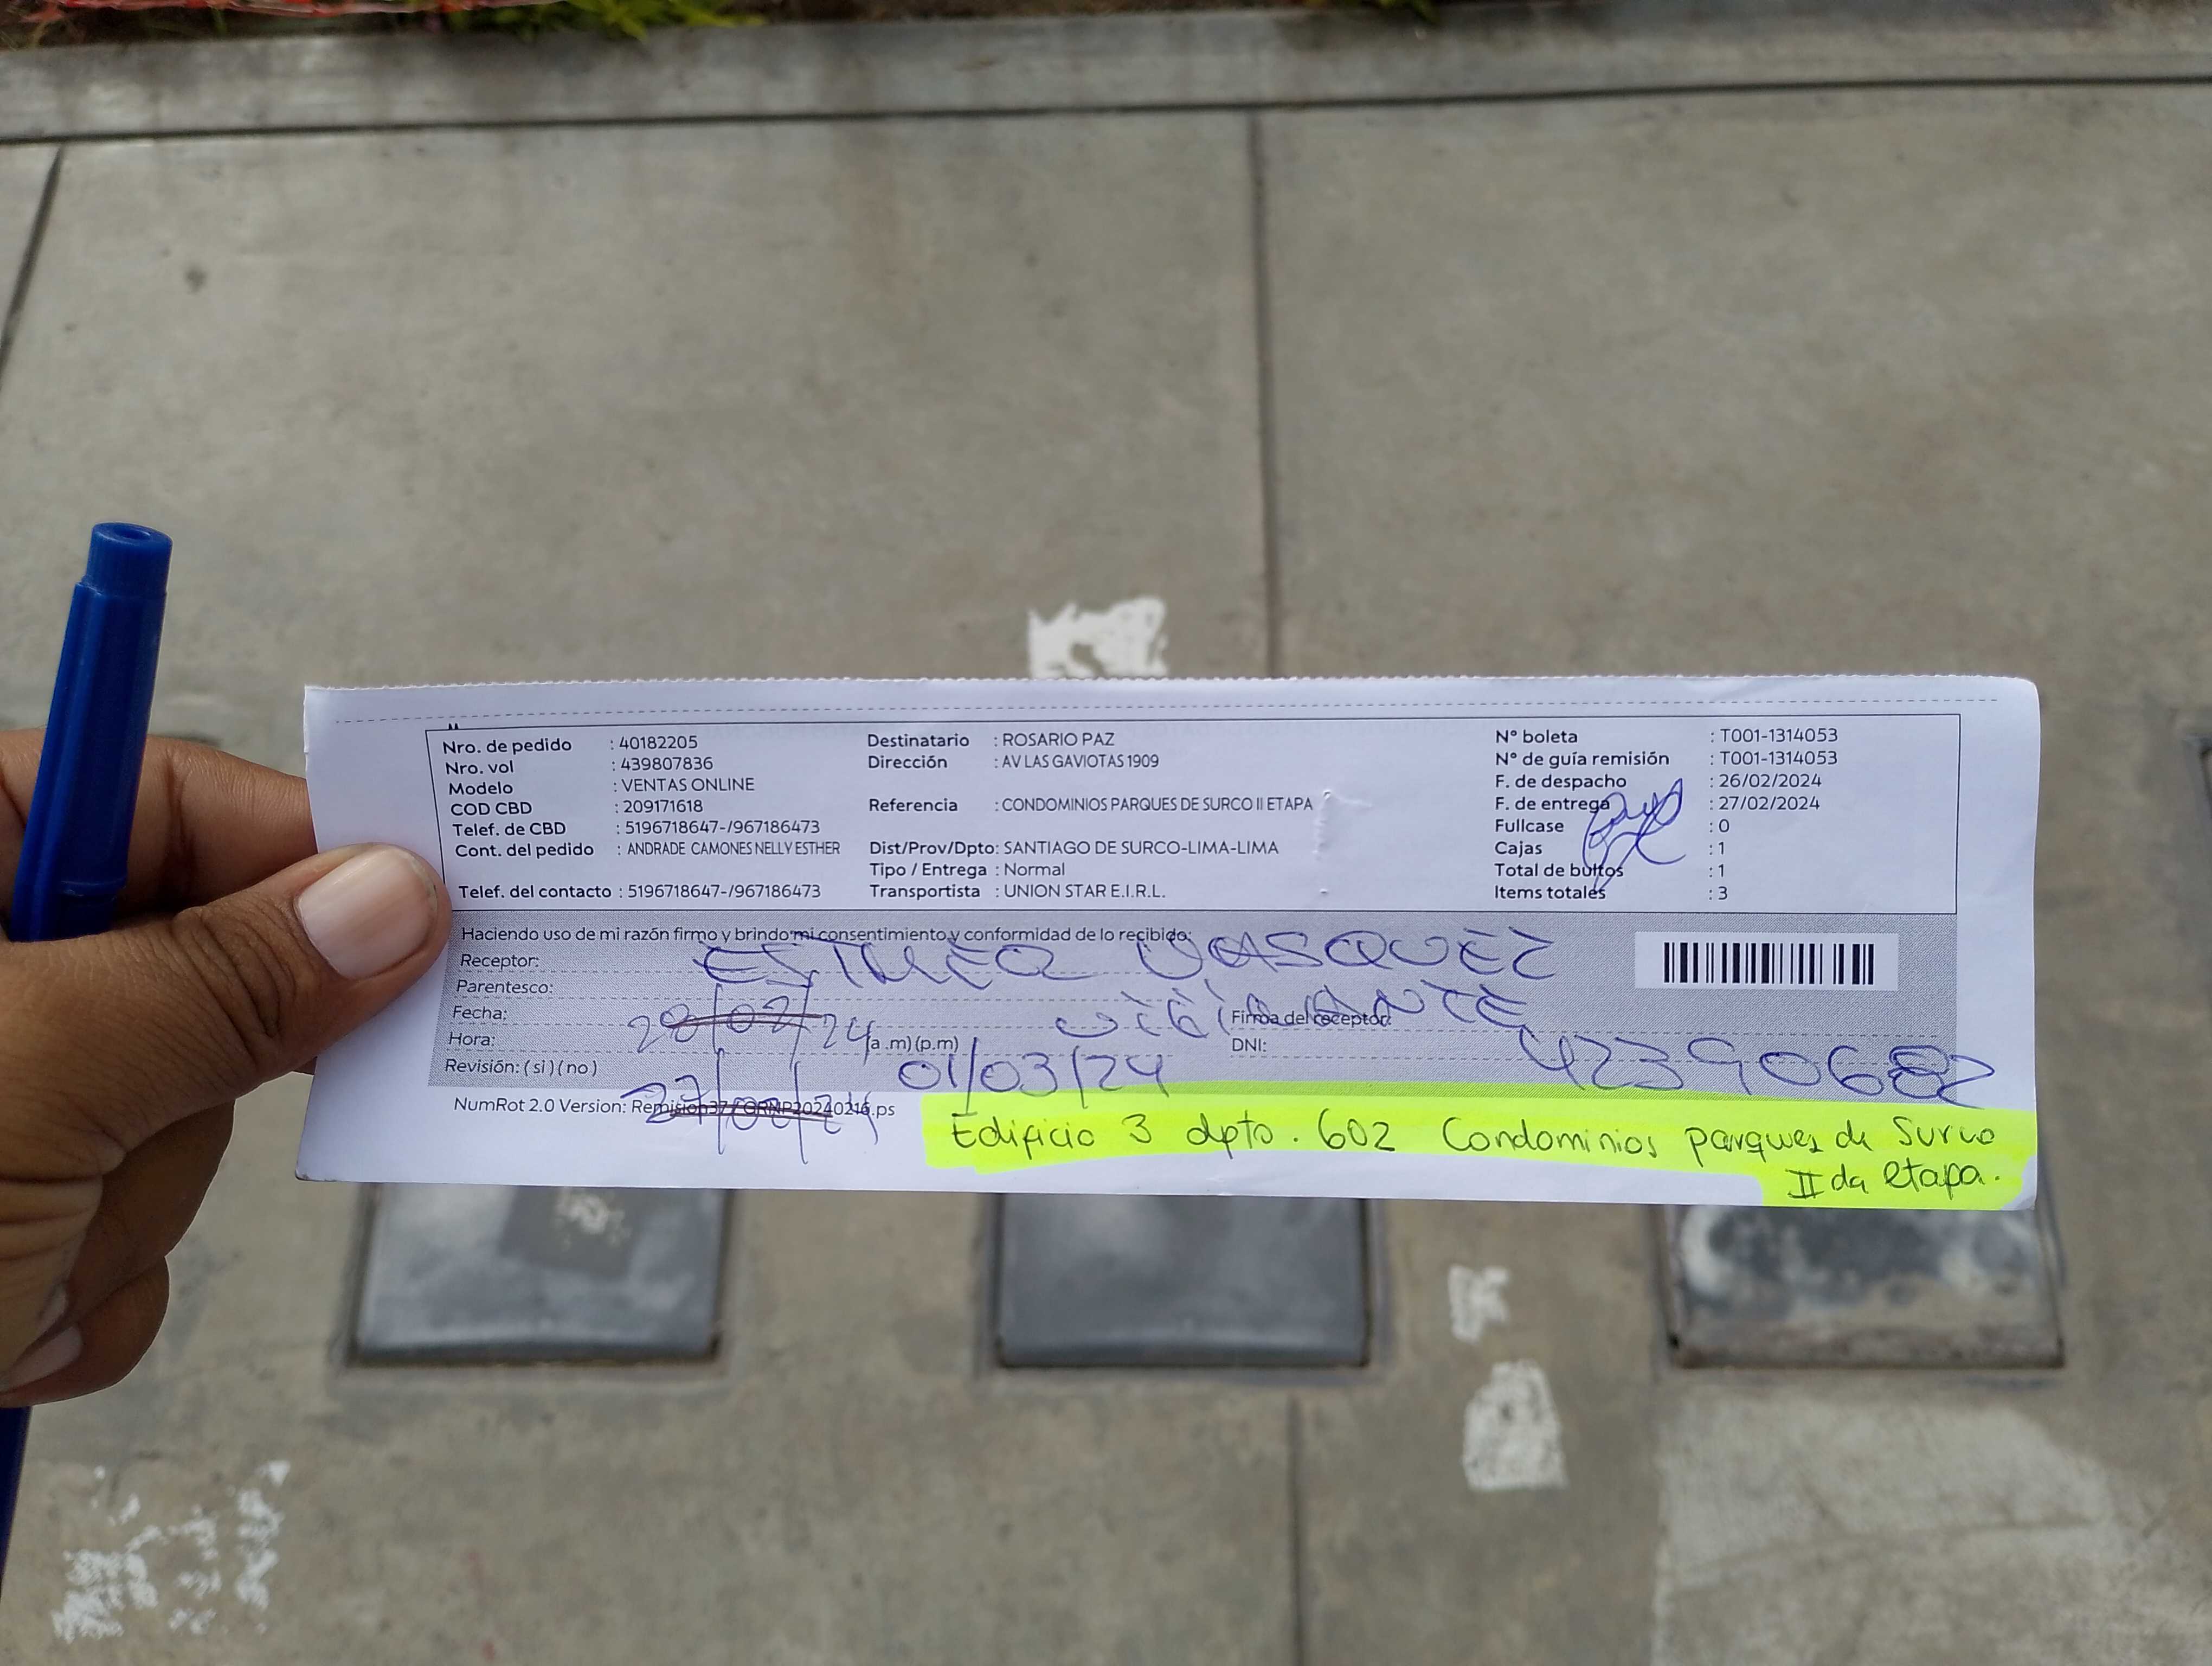 Nro. de pedido : 40182205
Nro. vol : 439807836
Modelo : VENTAS ONLINE
COD CBD : 209171618
Telef. de CBD : 5196718647-/967186473
Cont. del pedido : ANDRADE CAMONES NELLY ESTHER
Telef. del contacto : 5196718647-/967186473
Destinatario : ROSARIO PAZ
Dirección : AV LAS GAVIOTAS 1909
Referencia : CONDOMINIOS PARQUES DE SURCO II ETAPA
Dist/Prov/Dpto: SANTIAGO DE SURCO-LIMA-LIMA
Tipo / Entrega : Normal
Transportista : UNION STAR E.I.R.L.
N° boleta : T001-1314053
N° de guía remisión : T001-1314053
F. de despacho : 26/02/2024
F. de entrega : 27/02/2024
Fullcase : 0
Cajas : 1
Total de bultos : 1
Items totales : 3
Haciendo uso de mi razón firmo y brindo mi consentimiento y conformidad de lo recibido:
Receptor: VASQUEZ
Parentesco: VIGILANTE
Fecha: Firma del receptor:
Hora: (a.m) (p.m) DNI:
Revisión: ( si ) ( no ) 01/03/24
NumRot 2.0 Version: Remision37/GRNP20240216.ps
Edificio 3 dpto. 602 Condominios parques de Surco
II da etapa.